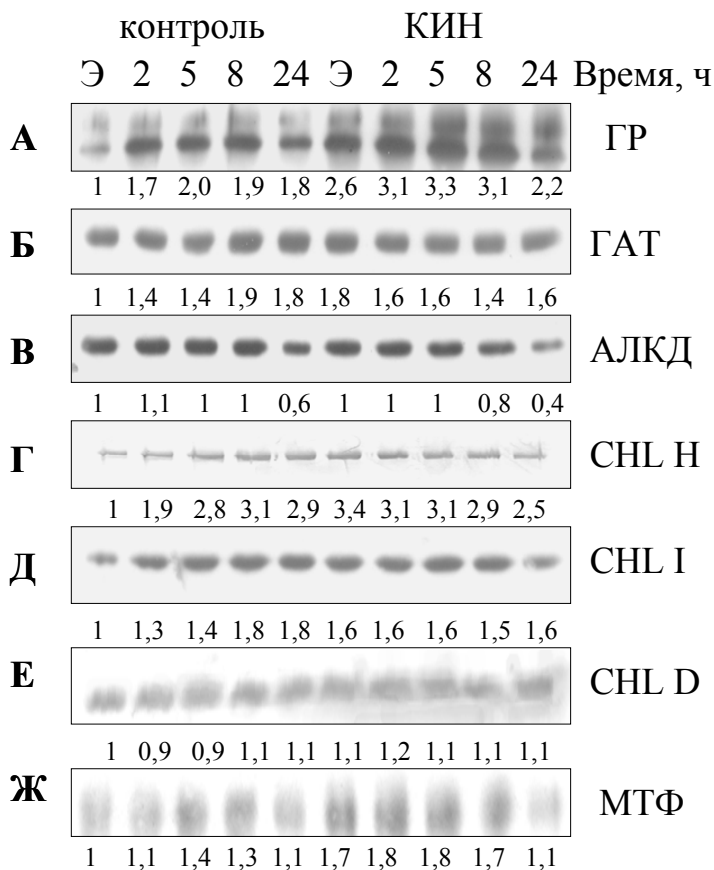 контроль КИН
Э 2 5 8 24 Э 2 5 8 24 Время, ч
А ГР
1 1,7 2,0 1,9 1,8 2,6 3,1 3,3 3,1 2,2
Б ГАТ
1 1,4 1,4 1,9 1,8 1,8 1,6 1,6 1,4 1,6
В АЛКД
1 1,1 1 1 0,6 1 1 1 0,8 0,4
Г CHL H
1 1,9 2,8 3,1 2,9 3,4 3,1 3,1 2,9 2,5
Д CHL I
1 1,3 1,4 1,8 1,8 1,6 1,6 1,6 1,5 1,6
Е CHL D
1 0,9 0,9 1,1 1,1 1,1 1,2 1,1 1,1 1,1
Ж МТФ
1 1,1 1,4 1,3 1,1 1,7 1,8 1,8 1,7 1,1